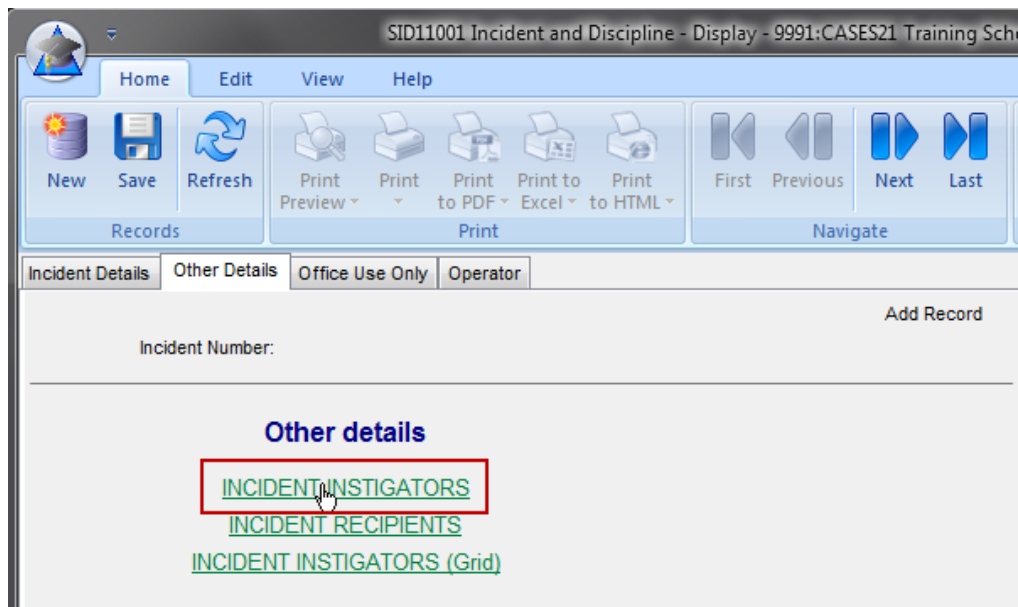 SID11001 Incident and Discipline - Display - 9991:CASES21 Training Sch
Home Edit View Help
New Save Refresh Print Preview Print Print to PDF Print to Excel Print to HTML First Previous Next Last
Records Print Navigate
Incident Details Other Details Office Use Only Operator
Add Record
Incident Number:
Other details
INCIDENT INSTIGATORS
INCIDENT RECIPIENTS
INCIDENT INSTIGATORS (Grid)